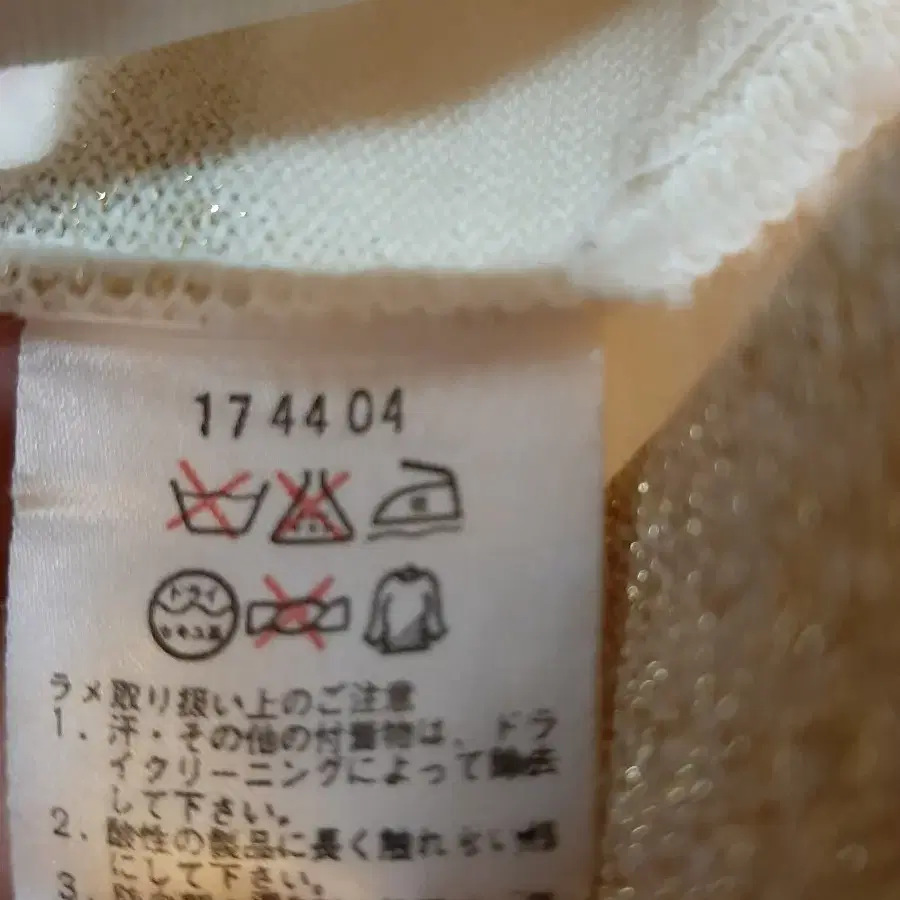 174404
ドライ
セキユ系
ラメ取り扱い上のご注意
1. 汗・その他の付着物は、ドラ
イクリーニングによって除去
して下さい。
2. 酸性の製品に長く触れない様
にして下さい。
3.